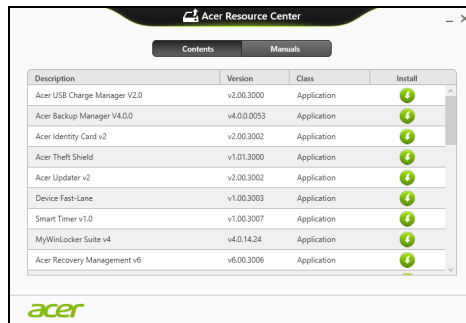 Acer Resource Center
Contents Manuals
Description Version Class Install
Acer USB Charge Manager V2.0 v2.00.3000 Application
Acer Backup Manager V4.0.0 v4.0.0.0053 Application
Acer Identity Card v2 v2.00.3002 Application
Acer Theft Shield v1.01.3000 Application
Acer Updater v2 v2.00.3002 Application
Device Fast-Lane v1.00.3003 Application
Smart Timer v1.0 v1.00.3007 Application
MyWinLocker Suite v4 v4.0.14.24 Application
Acer Recovery Management v6 v6.00.3006 Application
acer